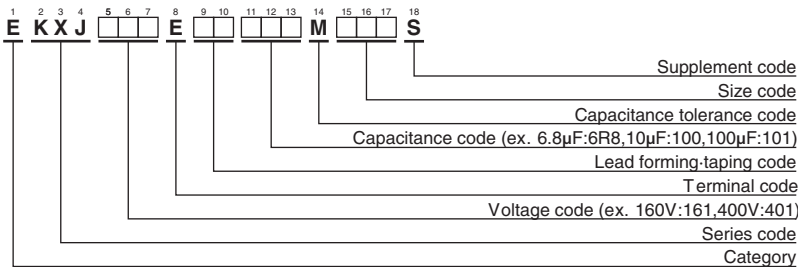 1 2 3 4 5 6 7 8 9 10 11 12 13 14 15 16 17 18
E K X J E M S
Supplement code
Size code
Capacitance tolerance code
Capacitance code (ex. 6.8μF:6R8,10μF:100,100μF:101)
Lead forming·taping code
Terminal code
Voltage code (ex. 160V:161,400V:401)
Series code
Category